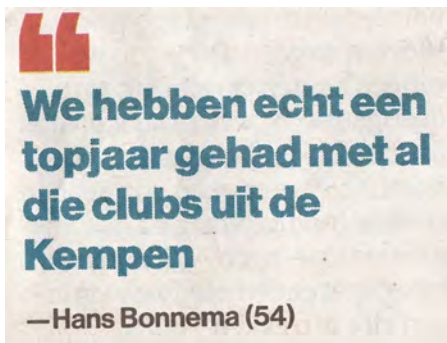 “
We hebben echt een
topjaar gehad met al
die clubs uit de
Kempen
—Hans Bonnema (54)